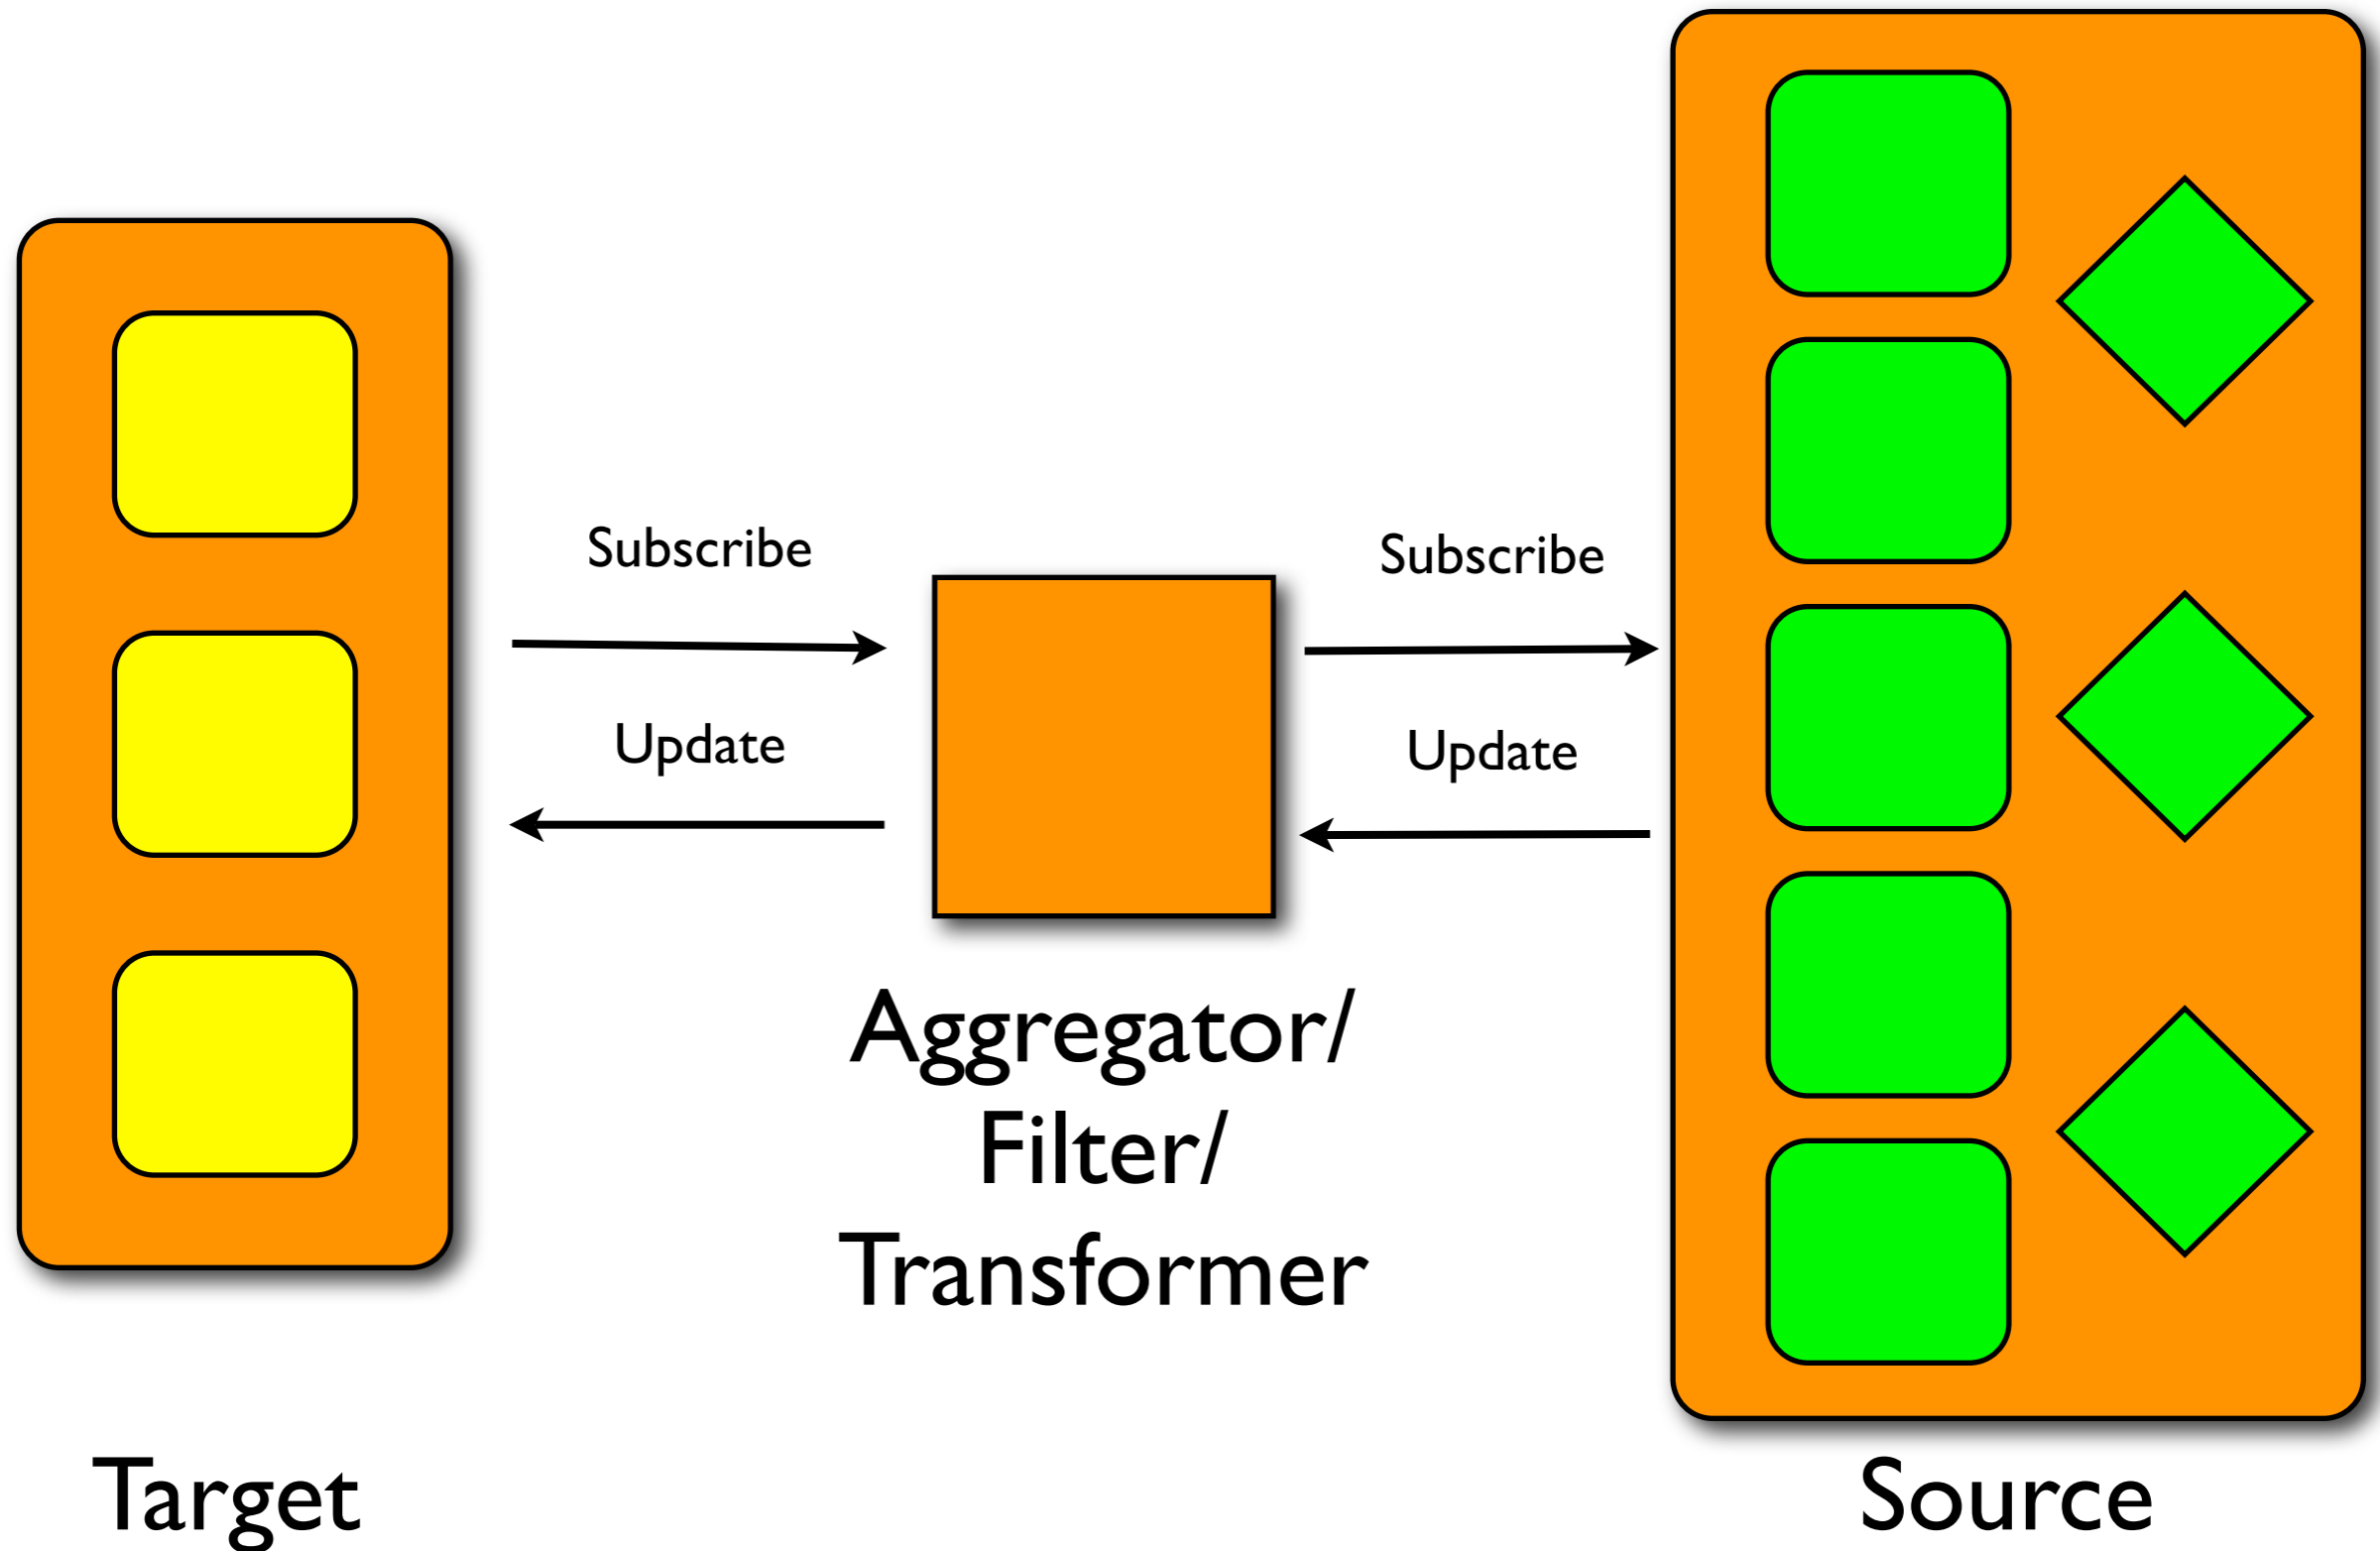 Subscribe
Update
Subscribe
Update
Aggregator/
Filter/
Transformer
Target
Source